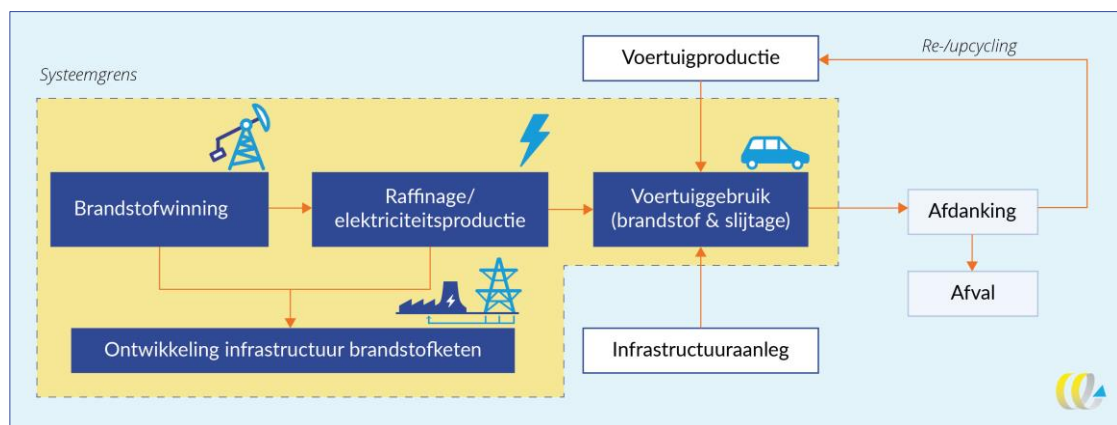 Systeemgrens
Voertuigproductie
Re-/upcycling
Brandstofwinning
Raffinage/
elektriciteitsproductie
Voertuiggebruik
(brandstof & slijtage)
Afdanking
Afval
Ontwikkeling infrastructuur brandstofketen
Infrastructuuraanleg